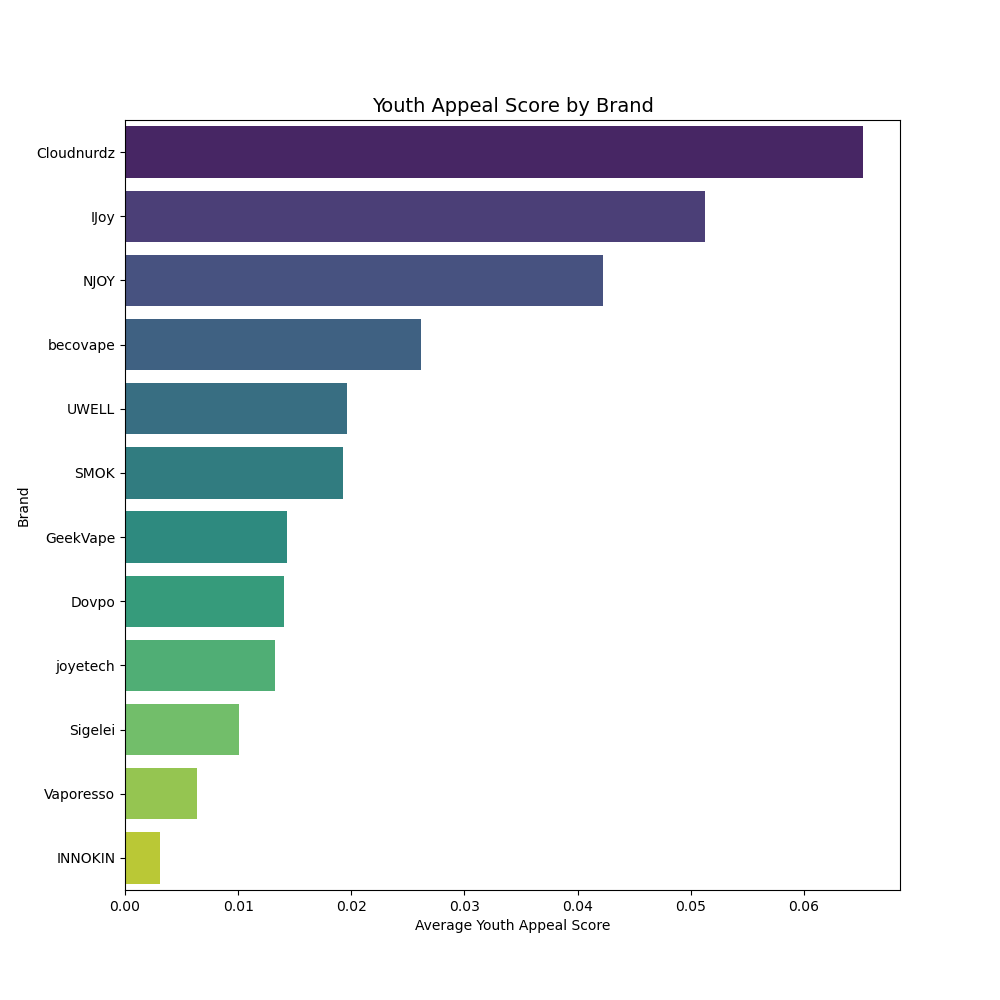 Youth Appeal Score by Brand
Cloudnurdz
IJoy
NJOY
becovape
UWELL
SMOK
GeekVape
Dovpo
joyetech
Sigelei
Vaporesso
INNOKIN
Brand
0.00 0.01 0.02 0.03 0.04 0.05 0.06
Average Youth Appeal Score